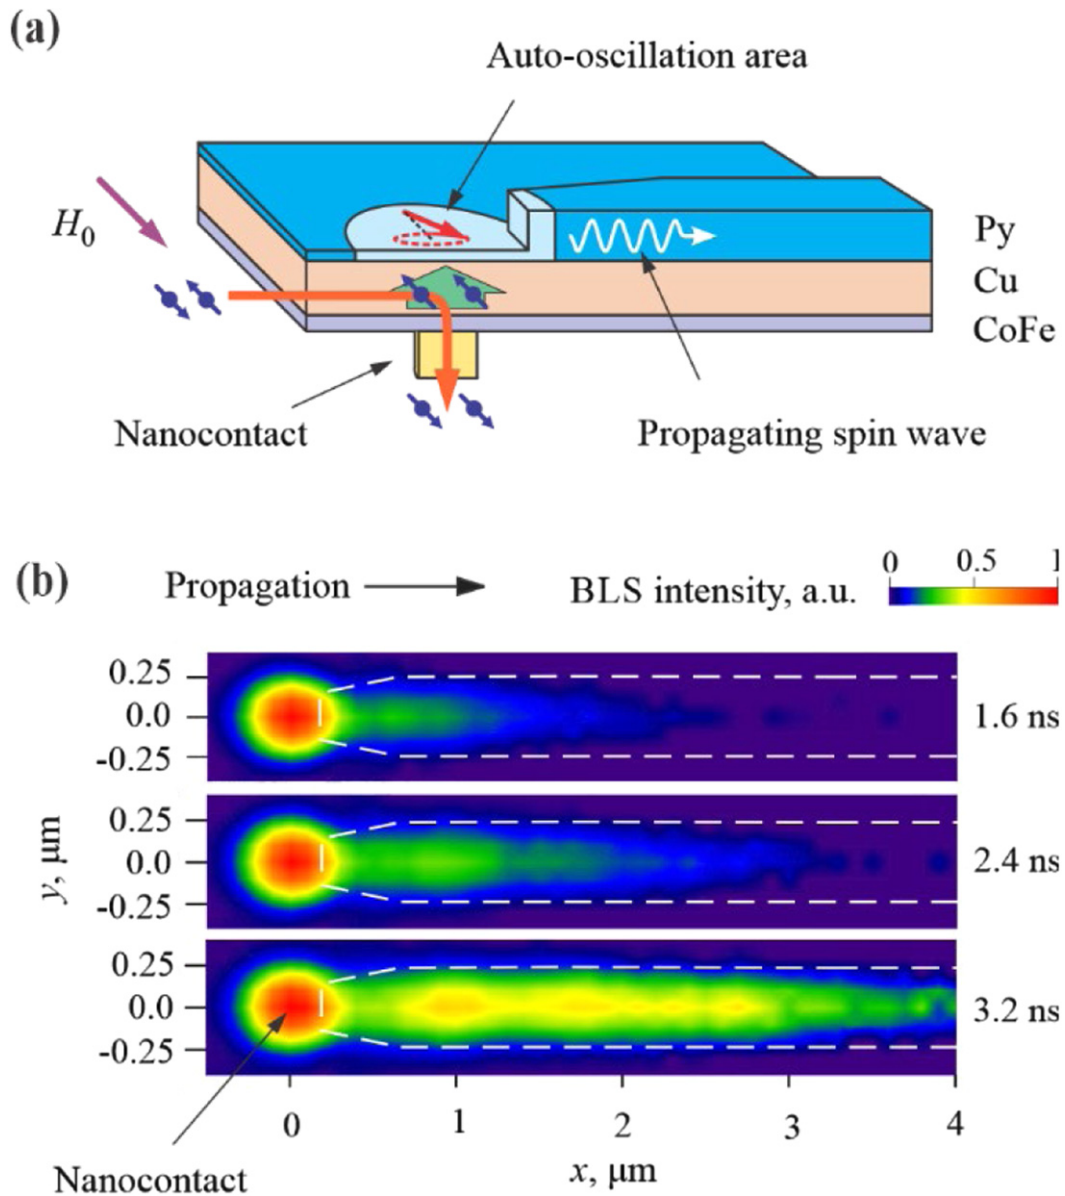 (a)
Auto-oscillation area
H0
Py
Cu
CoFe
Nanocontact
Propagating spin wave
(b)
Propagation
BLS intensity, a.u.
0 0.5 1
0.25
0.0
-0.25
1.6 ns
0.25
0.0
-0.25
2.4 ns
y, μm
0.25
0.0
-0.25
3.2 ns
0 1 2 3 4
x, μm
Nanocontact